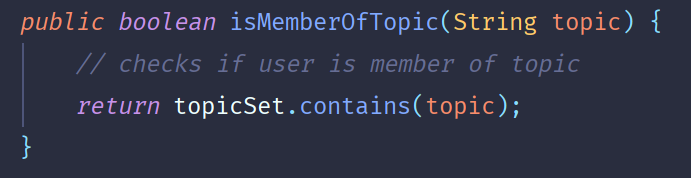 public boolean isMemberOfTopic(String topic) {
    // checks if user is member of topic
    return topicSet.contains(topic);
}